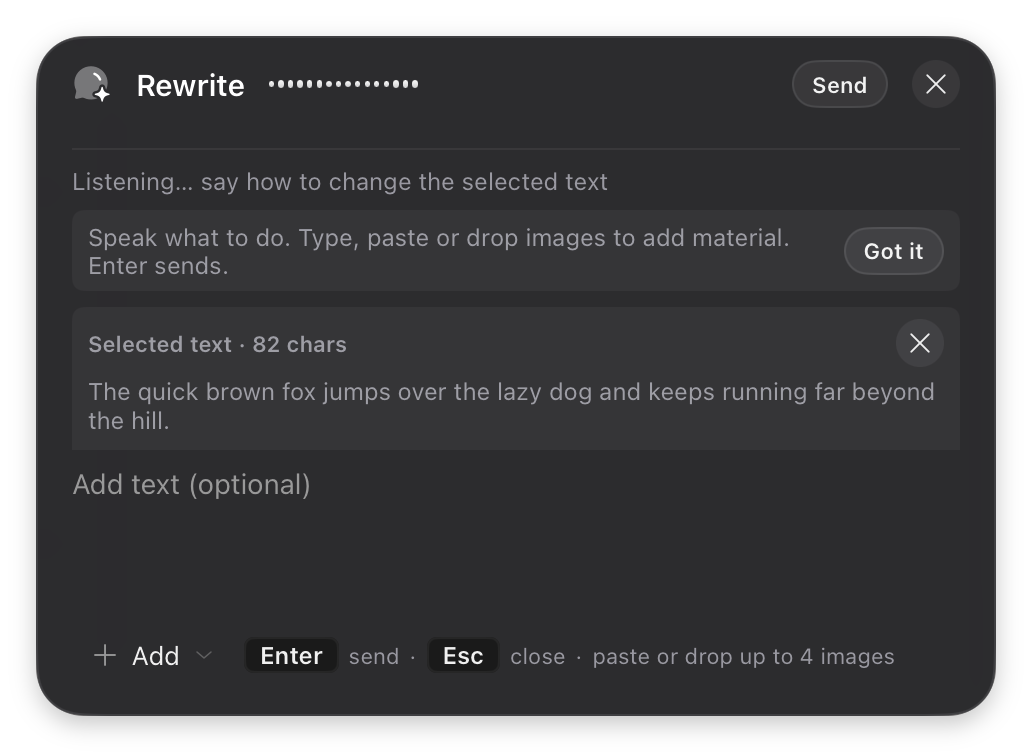 Rewrite
Send
Listening... say how to change the selected text
Speak what to do. Type, paste or drop images to add material.
Enter sends.
Got it
Selected text · 82 chars
The quick brown fox jumps over the lazy dog and keeps running far beyond
the hill.
Add text (optional)
Add Enter send · Esc close · paste or drop up to 4 images